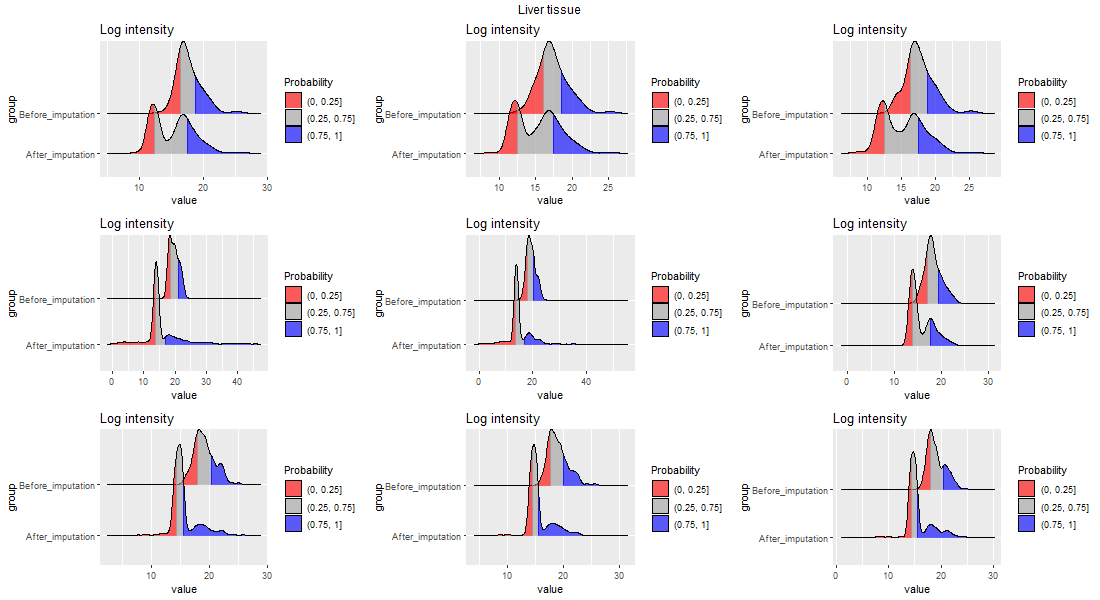 Liver tissue
Log intensity
group
Before_imputation
After_imputation
10
20
30
value
Probability
(0, 0.25]
(0.25, 0.75]
(0.75, 1]
Log intensity
group
Before_imputation
After_imputation
10
15
20
25
value
Probability
(0, 0.25]
(0.25, 0.75]
(0.75, 1]
Log intensity
group
Before_imputation
After_imputation
10
15
20
25
value
Probability
(0, 0.25]
(0.25, 0.75]
(0.75, 1]
Log intensity
group
Before_imputation
After_imputation
0
10
20
30
40
value
Probability
(0, 0.25]
(0.25, 0.75]
(0.75, 1]
Log intensity
group
Before_imputation
After_imputation
0
20
40
value
Probability
(0, 0.25]
(0.25, 0.75]
(0.75, 1]
Log intensity
group
Before_imputation
After_imputation
0
10
20
30
value
Probability
(0, 0.25]
(0.25, 0.75]
(0.75, 1]
Log intensity
group
Before_imputation
After_imputation
10
20
30
value
Probability
(0, 0.25]
(0.25, 0.75]
(0.75, 1]
Log intensity
group
Before_imputation
After_imputation
10
20
30
value
Probability
(0, 0.25]
(0.25, 0.75]
(0.75, 1]
Log intensity
group
Before_imputation
After_imputation
0
10
20
30
value
Probability
(0, 0.25]
(0.25, 0.75]
(0.75, 1]